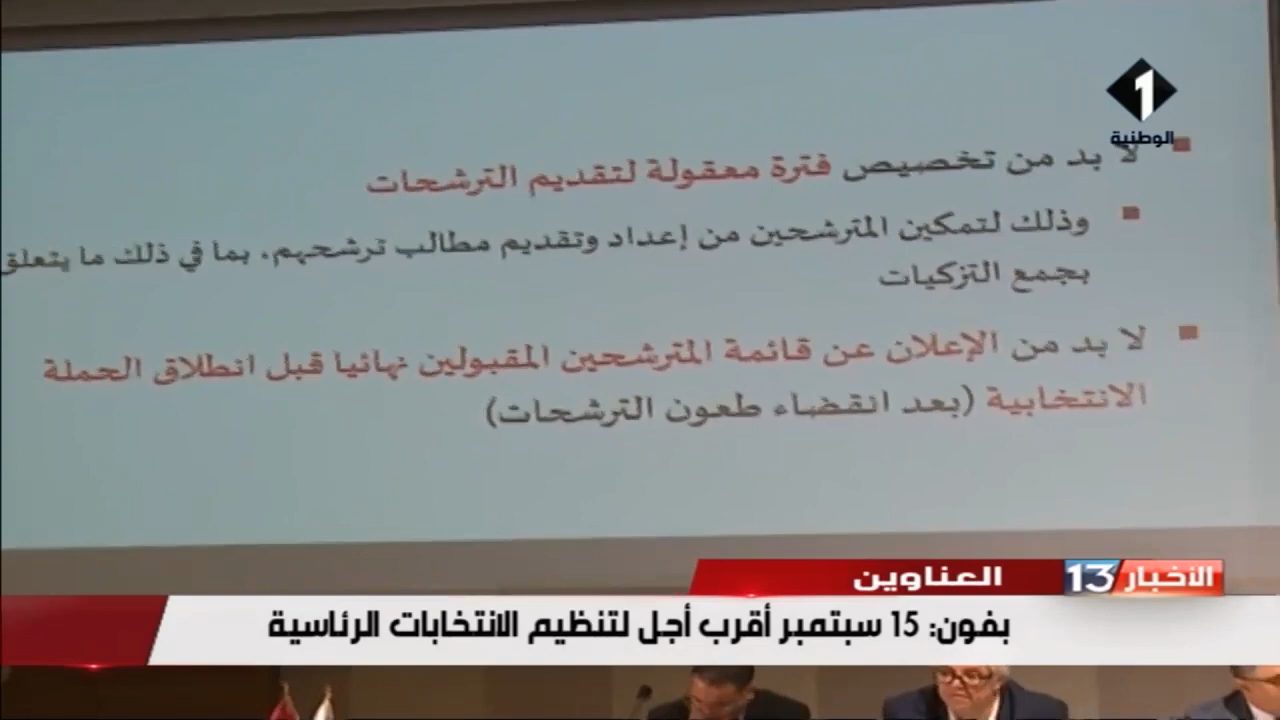 1
الوطنية
لا بد من تخصيص فترة معقولة لتقديم الترشحات
وذلك لتمكين المترشحين من إعداد وتقديم مطالب ترشحهم، بما في ذلك ما يتعلق
بجمع التزكيات
لا بد من الإعلان عن قائمة المترشحين المقبولين نهائيا قبل انطلاق الحملة
الانتخابية (بعد انقضاء طعون الترشحات)
الأخبار 13 العناوين
بفون: 15 سبتمبر أقرب أجل لتنظيم الانتخابات الرئاسية